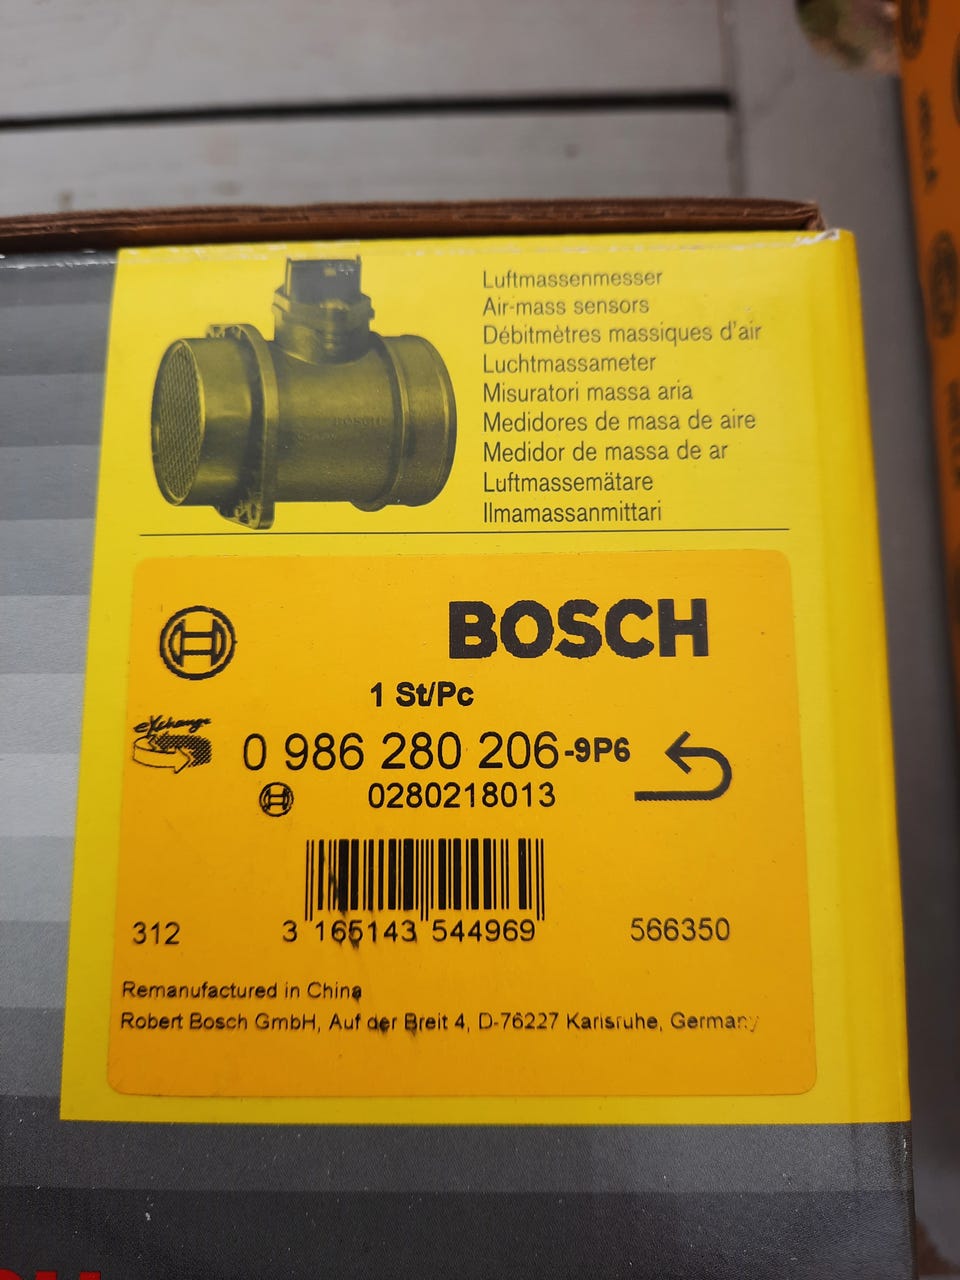 Luftmassenmesser
Air-mass sensors
Débitmètres massiques d'air
Luchtmassameter
Misuratori massa aria
Medidores de masa de aire
Medidor de massa de ar
Luftmassemätare
Ilmamassanmittari
BOSCH
BOSCH
1 St/Pc
exchange
0 986 280 206-9P6
0280218013
3 165143 544969
312
566350
Remanufactured in China
Robert Bosch GmbH, Auf der Breit 4, D-76227 Karlsruhe, Germany